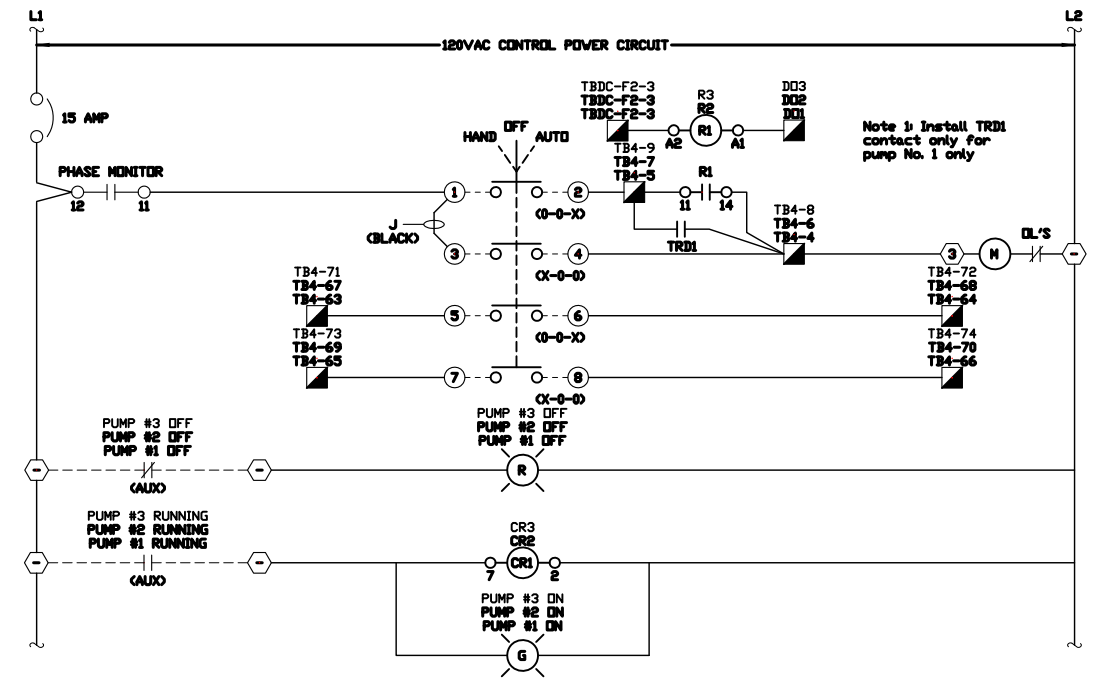 L1
L2
120VAC CONTROL POWER CIRCUIT
15 AMP
TBDC-F2-3
TBDC-F2-3
TBDC-F2-3
R3
R2
R1
A2
A1
DO3
DO2
DO1
Note 1: Install TRD1
contact only for
pump No. 1 only
OFF
HAND
AUTO
PHASE MONITOR
12
11
1
2
(O-O-X)
TB4-9
TB4-7
TB4-5
R1
11
14
TRD1
TB4-8
TB4-6
TB4-4
J
(BLACK)
3
4
(X-O-O)
3
M
OL'S
-
TB4-71
TB4-67
TB4-63
5
6
(O-O-X)
TB4-72
TB4-68
TB4-64
TB4-73
TB4-69
TB4-65
7
8
(X-O-O)
TB4-74
TB4-70
TB4-66
PUMP #3 OFF
PUMP #2 OFF
PUMP #1 OFF
-
(AUX)
-
PUMP #3 OFF
PUMP #2 OFF
PUMP #1 OFF
R
PUMP #3 RUNNING
PUMP #2 RUNNING
PUMP #1 RUNNING
-
(AUX)
-
CR3
CR2
CR1
7
2
PUMP #3 ON
PUMP #2 ON
PUMP #1 ON
G